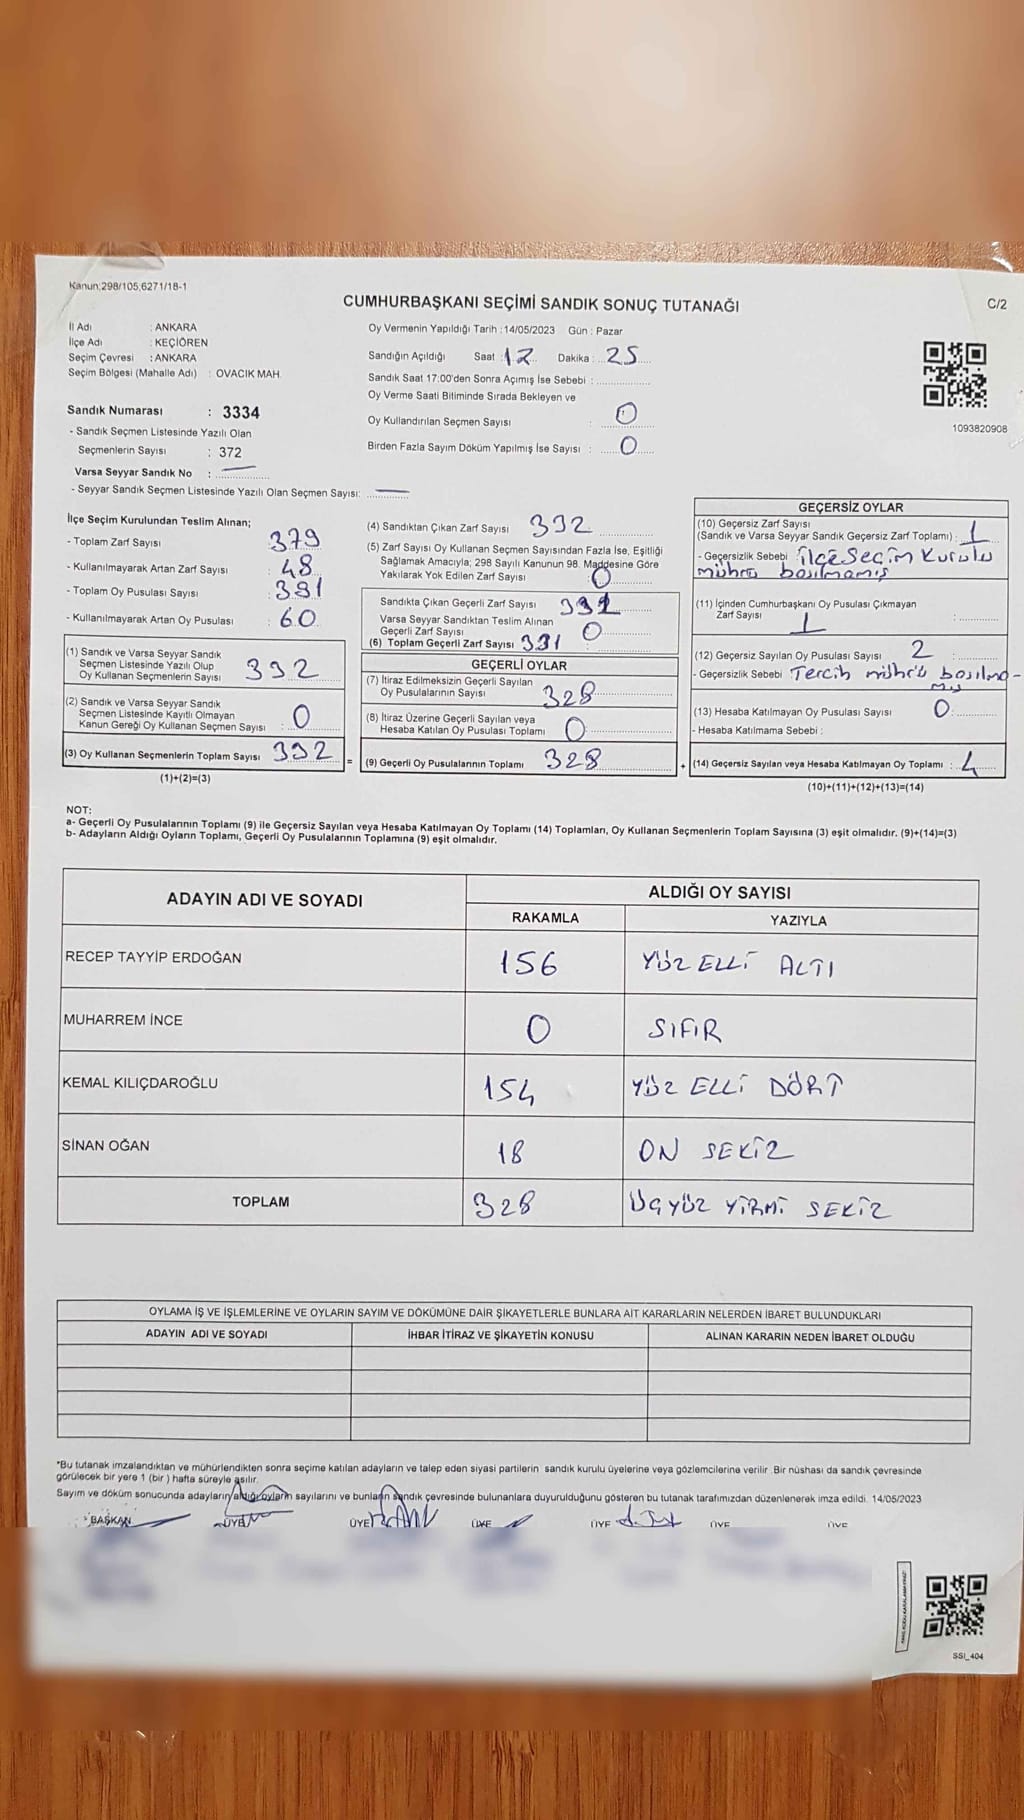 Kanun;298/105,6271/18-1
CUMHURBAŞKANI SEÇİMİ SANDIK SONUÇ TUTANAĞI
C/2
İl Adı : ANKARA
İlçe Adı : KEÇİÖREN
Seçim Çevresi : ANKARA
Seçim Bölgesi (Mahalle Adı) : OVACIK MAH.
Sandık Numarası : 3334
- Sandık Seçmen Listesinde Yazılı Olan
Seçmenlerin Sayısı : 372
Varsa Seyyar Sandık No :
- Seyyar Sandık Seçmen Listesinde Yazılı Olan Seçmen Sayısı:
Oy Vermenin Yapıldığı Tarih :14/05/2023 Gün : Pazar
Sandığın Açıldığı Saat : 17 Dakika : 25
Sandık Saat 17:00'den Sonra Açımış İse Sebebi :
Oy Verme Saati Bitiminde Sırada Bekleyen ve
Oy Kullandırılan Seçmen Sayısı : 0
Birden Fazla Sayım Döküm Yapılmış İse Sayısı : 0
1093820908
İlçe Seçim Kurulundan Teslim Alınan;
- Toplam Zarf Sayısı : 379
- Kullanılmayarak Artan Zarf Sayısı : 48
- Toplam Oy Pusulası Sayısı : 391
- Kullanılmayarak Artan Oy Pusulası : 60
(1) Sandık ve Varsa Seyyar Sandık
Seçmen Listesinde Yazılı Olup
Oy Kullanan Seçmenlerin Sayısı 332
(2) Sandık ve Varsa Seyyar Sandık
Seçmen Listesinde Kayıtlı Olmayan
Kanun Gereği Oy Kullanan Seçmen Sayısı : 0
(3) Oy Kullanan Seçmenlerin Toplam Sayısı : 332
(1)+(2)=(3)
=
(4) Sandıktan Çıkan Zarf Sayısı 332
(5) Zarf Sayısı Oy Kullanan Seçmen Sayısından Fazla İse, Eşitliği
Sağlamak Amacıyla; 298 Sayılı Kanunun 98. Maddesine Göre
Yakılarak Yok Edilen Zarf Sayısı : 0
Sandıkta Çıkan Geçerli Zarf Sayısı 331
Varsa Seyyar Sandıktan Teslim Alınan
Geçerli Zarf Sayısı 0
(6) Toplam Geçerli Zarf Sayısı 331
GEÇERLİ OYLAR
(7) İtiraz Edilmeksizin Geçerli Sayılan
Oy Pusulalarının Sayısı 328
(8) İtiraz Üzerine Geçerli Sayılan veya
Hesaba Katılan Oy Pusulası Toplamı 0
(9) Geçerli Oy Pusulalarının Toplamı 328
+
GEÇERSİZ OYLAR
(10) Geçersiz Zarf Sayısı
(Sandık ve Varsa Seyyar Sandık Geçersiz Zarf Toplamı) : 1
- Geçersizlik Sebebi : ilçe Seçim Kurulu
mührü basılmamış
(11) İçinden Cumhurbaşkanı Oy Pusulası Çıkmayan
Zarf Sayısı : 1
(12) Geçersiz Sayılan Oy Pusulası Sayısı : 2
- Geçersizlik Sebebi Tercih mührü basılma-
mış
(13) Hesaba Katılmayan Oy Pusulası Sayısı 0
- Hesaba Katılmama Sebebi :
(14) Geçersiz Sayılan veya Hesaba Katılmayan Oy Toplamı : 4
(10)+(11)+(12)+(13)=(14)
NOT:
a- Geçerli Oy Pusulalarının Toplamı (9) ile Geçersiz Sayılan veya Hesaba Katılmayan Oy Toplamı (14) Toplamları, Oy Kullanan Seçmenlerin Toplam Sayısına (3) eşit olmalıdır. (9)+(14)=(3)
b- Adayların Aldığı Oyların Toplamı, Geçerli Oy Pusulalarının Toplamına (9) eşit olmalıdır.
ADAYIN ADI VE SOYADI ALDIĞI OY SAYISI
RAKAMLA YAZIYLA
RECEP TAYYİP ERDOĞAN 156 YÜZ ELLİ ALTI
MUHARREM İNCE 0 SIFIR
KEMAL KILIÇDAROĞLU 154 YÜZ ELLİ DÖRT
SİNAN OĞAN 18 ON SEKİZ
TOPLAM 328 ÜÇYÜZ YİRMİ SEKİZ
OYLAMA İŞ VE İŞLEMLERİNE VE OYLARIN SAYIM VE DÖKÜMÜNE DAİR ŞİKAYETLERLE BUNLARA AİT KARARLARIN NELERDEN İBARET BULUNDUKLARI
ADAYIN ADI VE SOYADI İHBAR İTİRAZ VE ŞİKAYETİN KONUSU ALINAN KARARIN NEDEN İBARET OLDUĞU
*Bu tutanak imzalandıktan ve mühürlendikten sonra seçime katılan adayların ve talep eden siyasi partilerin sandık kurulu üyelerine veya gözlemcilerine verilir .Bir nüshası da sandık çevresinde
görülecek bir yere 1 (bir ) hafta süreyle asılır.
Sayım ve döküm sonucunda adayların aldığı oyların sayılarını ve bunların sandık çevresinde bulunanlara duyurulduğunu gösteren bu tutanak tarafımızdan düzenlenerek imza edildi. 14/05/2023
BAŞKAN ÜYE ÜYE ÜYE ÜYE ÜYE ÜYE
SSI_404